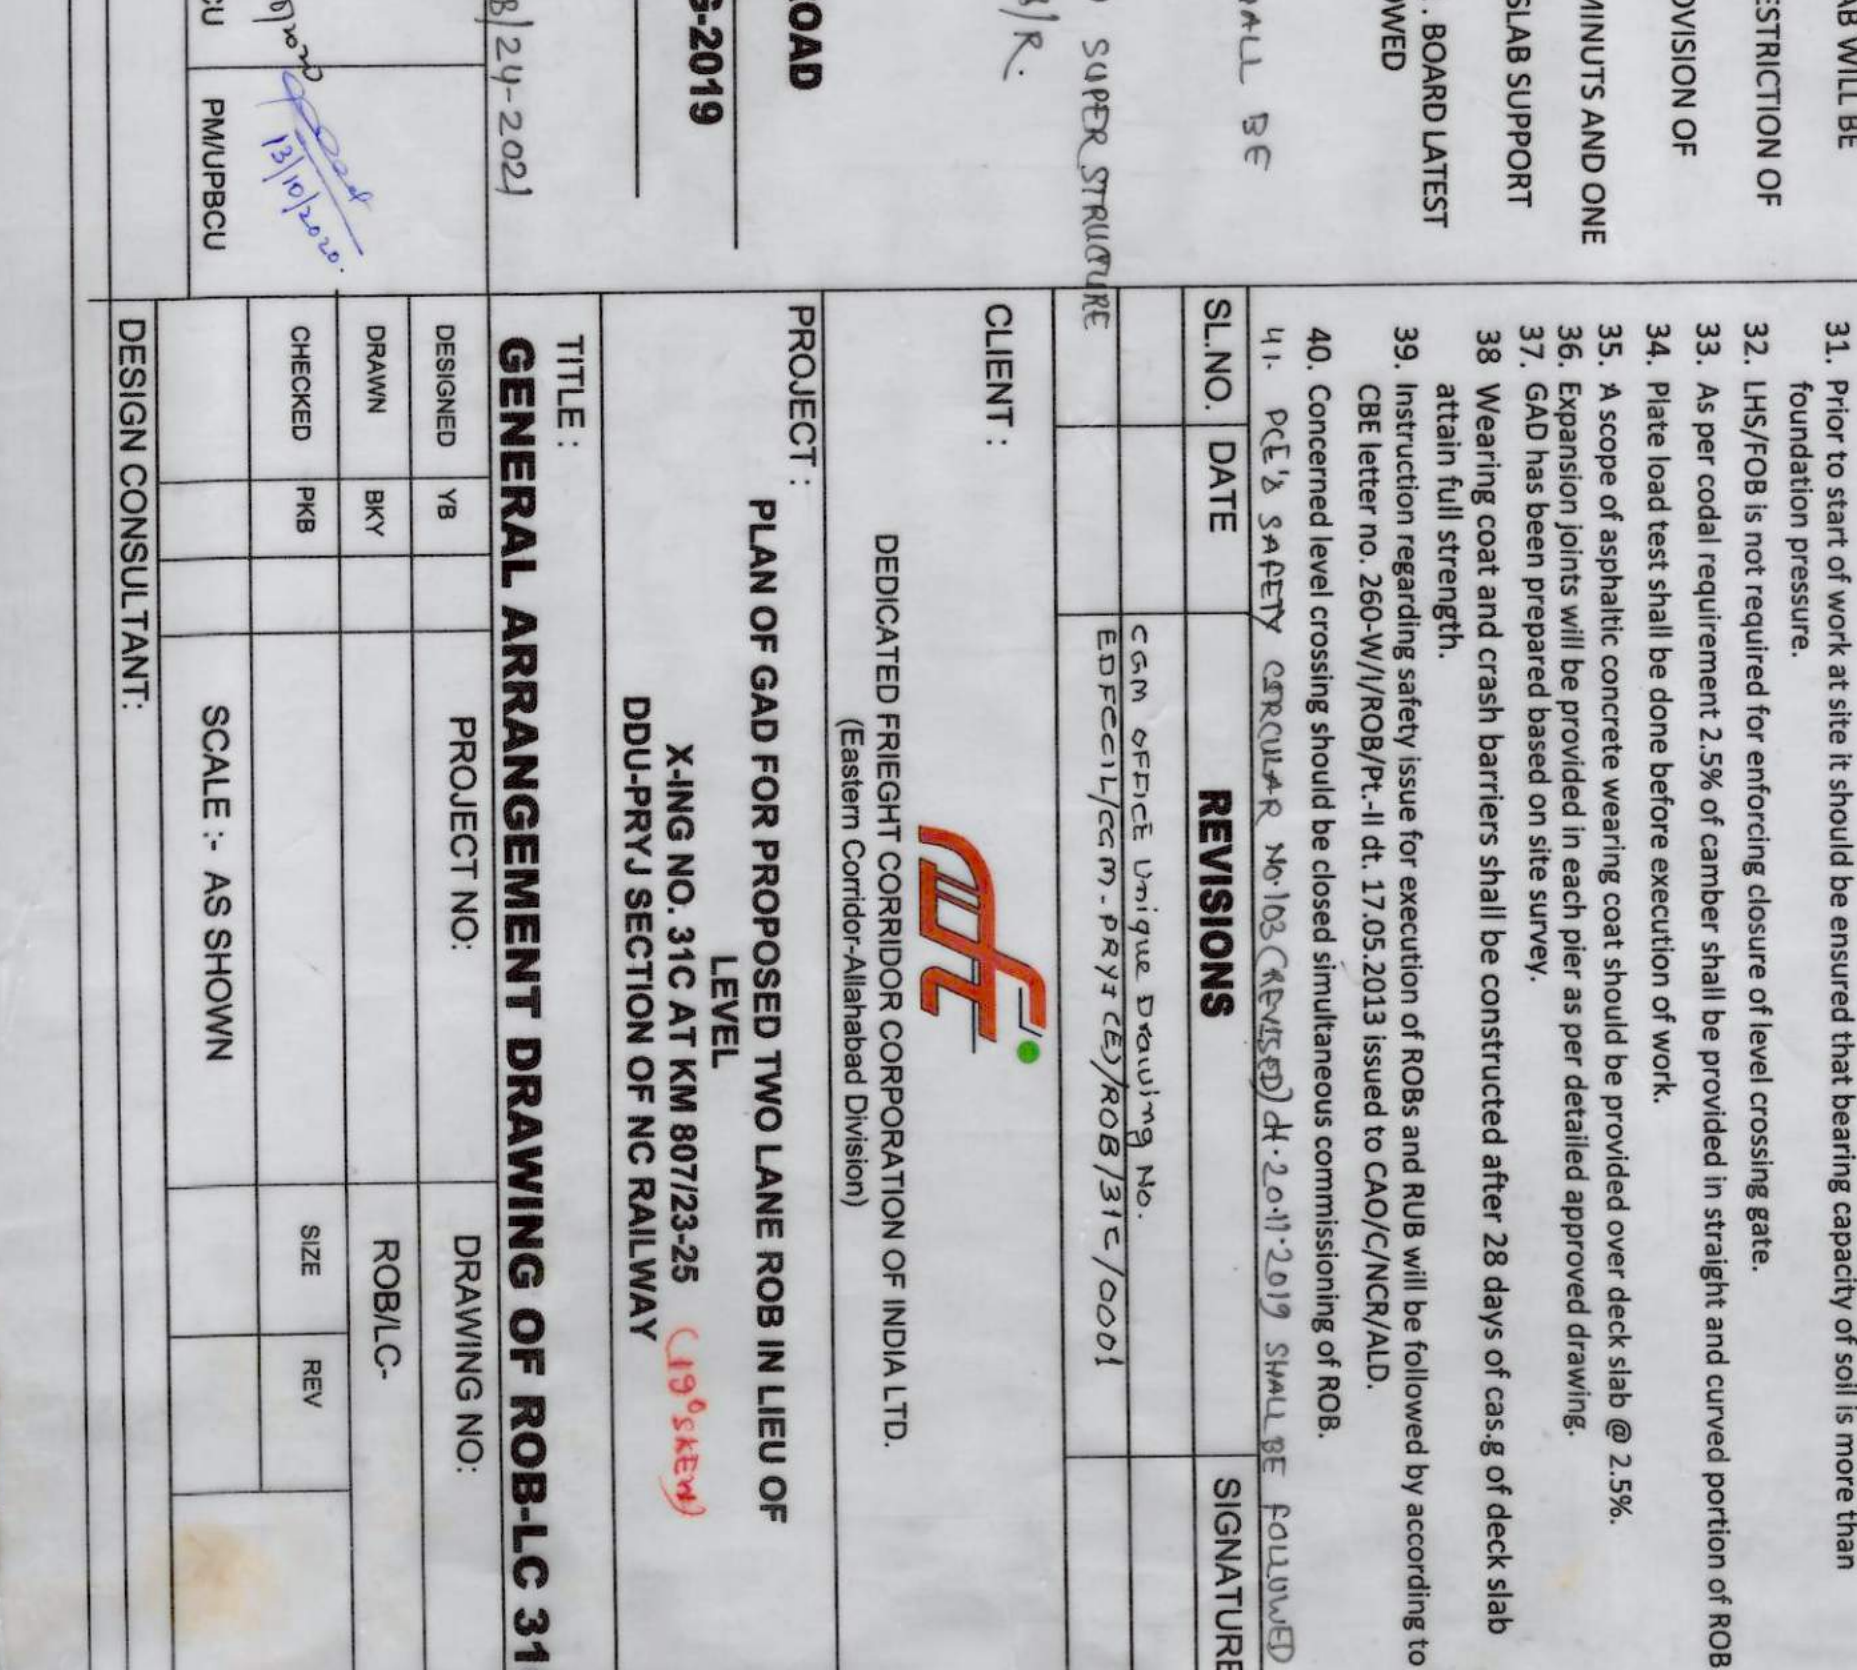 AB WILL BE
ESTRICTION OF
OVISION OF
MINUTS AND ONE
SLAB SUPPORT
. BOARD LATEST
OWED
ALL BE
SUPER STRUCTURE
/R.
OAD
G-2019
B/24-2021
13/10/2020.
CU
PM/UPBCU
31. Prior to start of work at site it should be ensured that bearing capacity of soil is more than
foundation pressure.
32. LHS/FOB is not required for enforcing closure of level crossing gate.
33. As per codal requirement 2.5% of camber shall be provided in straight and curved portion of ROB
34. Plate load test shall be done before execution of work.
35. A scope of asphaltic concrete wearing coat should be provided over deck slab @ 2.5%.
36. Expansion joints will be provided in each pier as per detailed approved drawing.
37. GAD has been prepared based on site survey.
38 Wearing coat and crash barriers shall be constructed after 28 days of cas.g of deck slab
attain full strength.
39. Instruction regarding safety issue for execution of ROBs and RUB will be followed by according to
CBE letter no. 260-W/I/ROB/Pt.-II dt. 17.05.2013 issued to CAO/C/NCR/ALD.
40. Concerned level crossing should be closed simultaneous commissioning of ROB.
41. PCE'S SAFETY CIRCULAR NO.103 (REVISED) dt. 20.11.2019 SHALL BE FOLLOWED
SL.NO. DATE REVISIONS SIGNATURE
CGM OFFICE Unique Drawing No.
EDFCCIL/CGM-PRYJ(E)/ROB/31C/0001
CLIENT :
DEDICATED FRIEGHT CORRIDOR CORPORATION OF INDIA LTD.
(Eastern Corridor-Allahabad Division)
PROJECT :
PLAN OF GAD FOR PROPOSED TWO LANE ROB IN LIEU OF
LEVEL
X-ING NO. 31C AT KM 807/23-25 (19° SKEW)
DDU-PRYJ SECTION OF NC RAILWAY
TITLE :
GENERAL ARRANGEMENT DRAWING OF ROB-LC 31
DESIGNED YB PROJECT NO: DRAWING NO:
DRAWN BKY ROB/LC-
CHECKED PKB SIZE REV
SCALE :- AS SHOWN
DESIGN CONSULTANT: